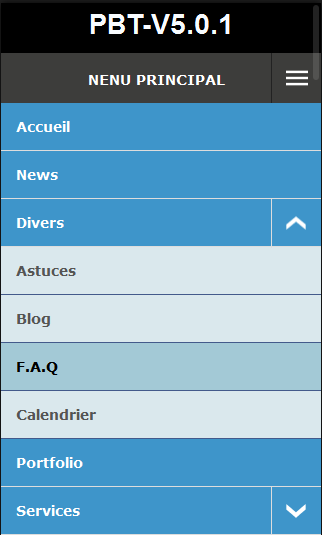 PBT-V5.0.1
NENU PRINCIPAL
Accueil
News
Divers
Astuces
Blog
F.A.Q
Calendrier
Portfolio
Services